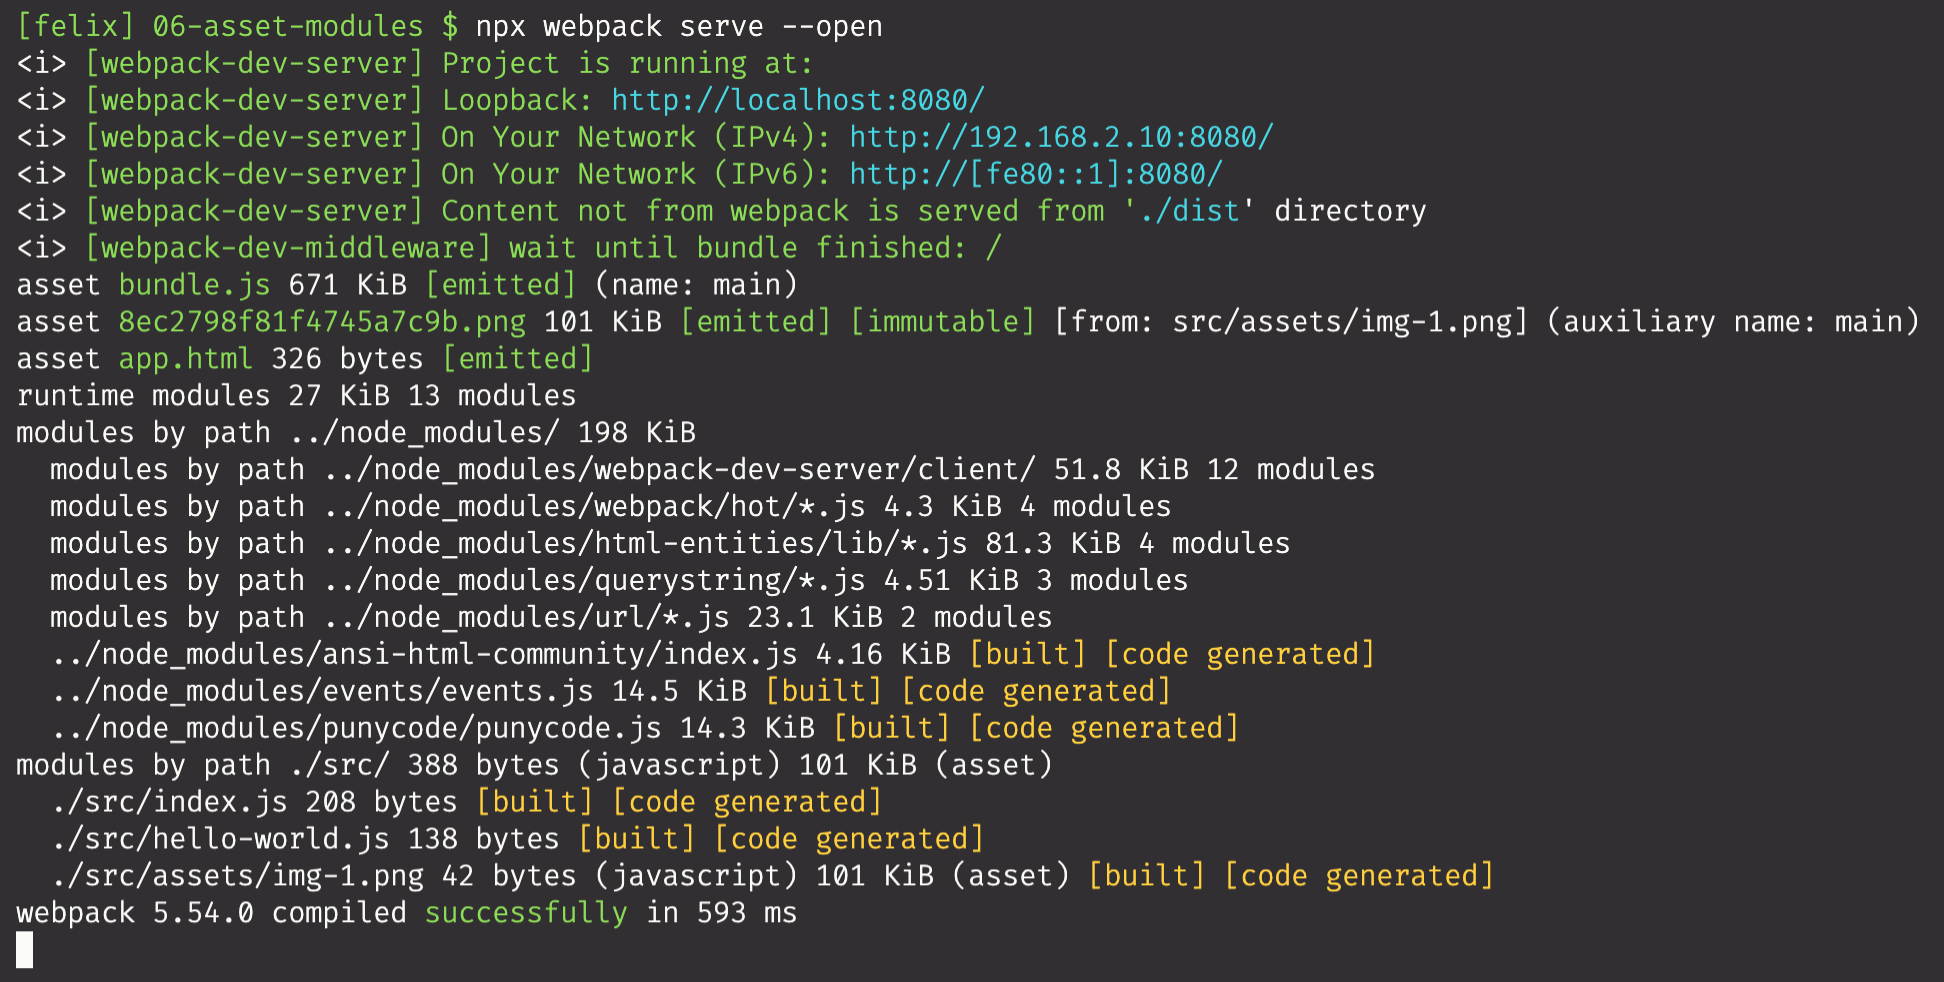 [felix] 06-asset-modules $ npx webpack serve --open
<i> [webpack-dev-server] Project is running at:
<i> [webpack-dev-server] Loopback: http://localhost:8080/
<i> [webpack-dev-server] On Your Network (IPv4): http://192.168.2.10:8080/
<i> [webpack-dev-server] On Your Network (IPv6): http://[fe80::1]:8080/
<i> [webpack-dev-server] Content not from webpack is served from './dist' directory
<i> [webpack-dev-middleware] wait until bundle finished: /
asset bundle.js 671 KiB [emitted] (name: main)
asset 8ec2798f81f4745a7c9b.png 101 KiB [emitted] [immutable] [from: src/assets/img-1.png] (auxiliary name: main)
asset app.html 326 bytes [emitted]
runtime modules 27 KiB 13 modules
modules by path ../node_modules/ 198 KiB
  modules by path ../node_modules/webpack-dev-server/client/ 51.8 KiB 12 modules
  modules by path ../node_modules/webpack/hot/*.js 4.3 KiB 4 modules
  modules by path ../node_modules/html-entities/lib/*.js 81.3 KiB 4 modules
  modules by path ../node_modules/querystring/*.js 4.51 KiB 3 modules
  modules by path ../node_modules/url/*.js 23.1 KiB 2 modules
  ../node_modules/ansi-html-community/index.js 4.16 KiB [built] [code generated]
  ../node_modules/events/events.js 14.5 KiB [built] [code generated]
  ../node_modules/punycode/punycode.js 14.3 KiB [built] [code generated]
modules by path ./src/ 388 bytes (javascript) 101 KiB (asset)
  ./src/index.js 208 bytes [built] [code generated]
  ./src/hello-world.js 138 bytes [built] [code generated]
  ./src/assets/img-1.png 42 bytes (javascript) 101 KiB (asset) [built] [code generated]
webpack 5.54.0 compiled successfully in 593 ms